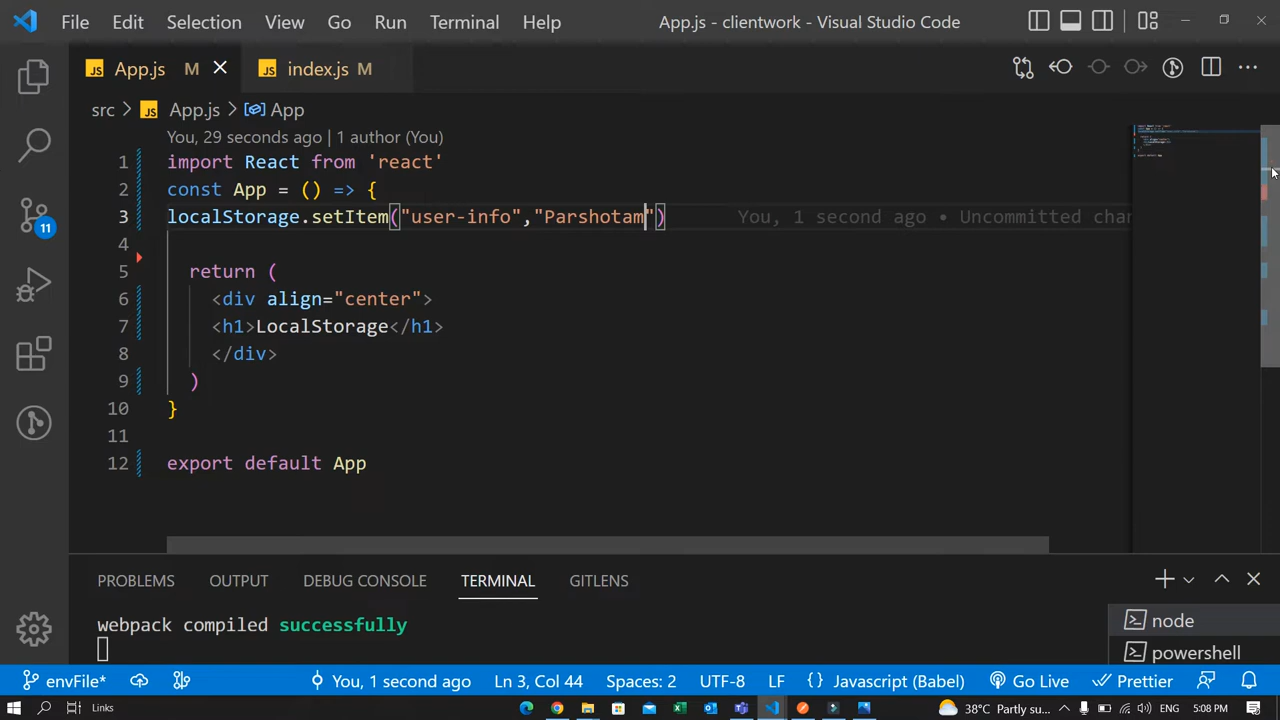 File Edit Selection View Go Run Terminal Help App.js - clientwork - Visual Studio Code
JS App.js M JS index.js M
src > JS App.js > App
You, 29 seconds ago | 1 author (You)
1 import React from 'react'
2 const App = () => {
3 localStorage.setItem("user-info","Parshotam") You, 1 second ago • Uncommitted char
4
5 return (
6 <div align="center">
7 <h1>LocalStorage</h1>
8 </div>
9 )
10 }
11
12 export default App
11
PROBLEMS OUTPUT DEBUG CONSOLE TERMINAL GITLENS
webpack compiled successfully
node
powershell
envFile* You, 1 second ago Ln 3, Col 44 Spaces: 2 UTF-8 LF {} Javascript (Babel) Go Live Prettier
Links 38°C Partly su... ENG 5:08 PM